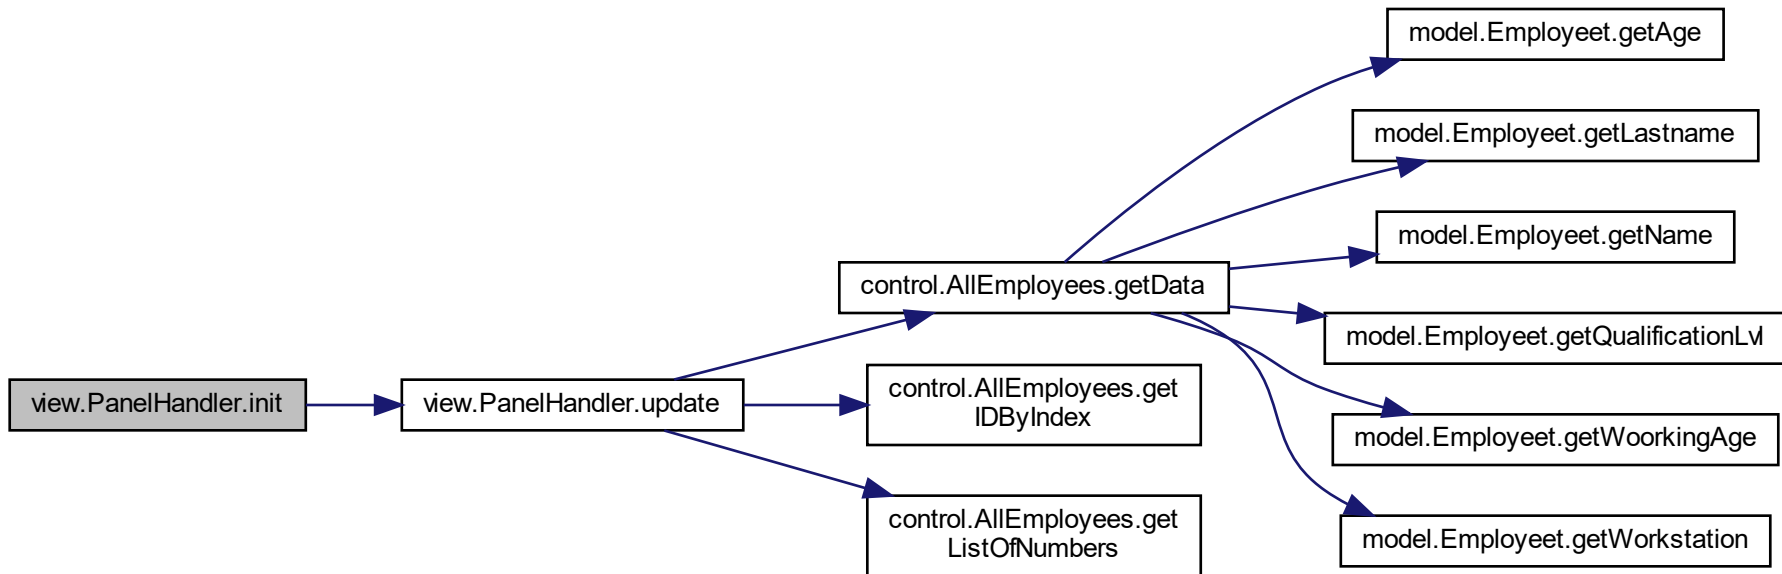 model.Employeet.getAge
model.Employeet.getLastname
model.Employeet.getName
control.AllEmployees.getData
model.Employeet.getQualificationLvl
view.PanelHandler.init
view.PanelHandler.update
control.AllEmployees.get
IDByIndex
model.Employeet.getWoorkingAge
control.AllEmployees.get
ListOfNumbers
model.Employeet.getWorkstation